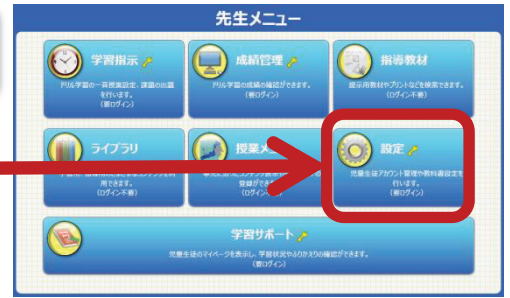 先生メニュー
学習指示
ドリル学習の一斉授業設定、課題の出題
を行います。
(要ログイン)
成績管理
ドリル学習の成績の確認ができます。
(要ログイン)
指導教材
提示用教材やプリントなどを検索できます。
(ログイン不要)
ライブラリ
用できます。
(ログイン不要)
授業メ
登録ができ
(ログイン
設定
児童生徒アカウント管理や教科書設定を
行います。
(要ログイン)
学習サポート
児童生徒のマイページを表示し、学習状況やふりかえりの確認ができます。
(要ログイン)